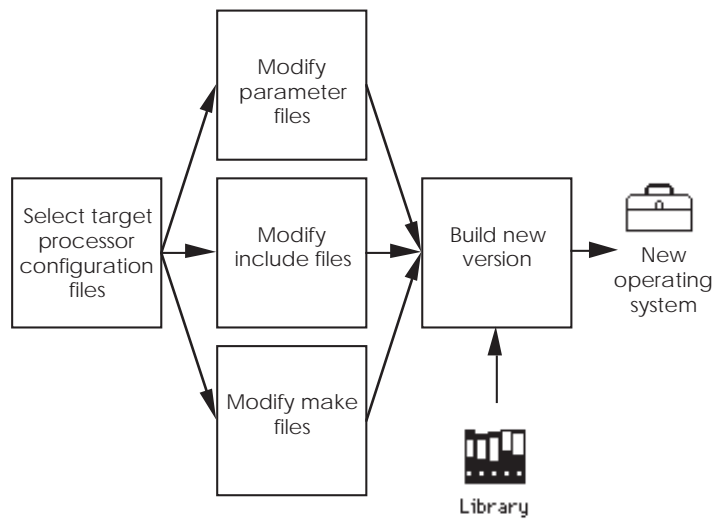 Select target
processor
configuration
files
Modify
parameter
files
Modify
include files
Modify make
files
Build new
version
Library
New
operating
system